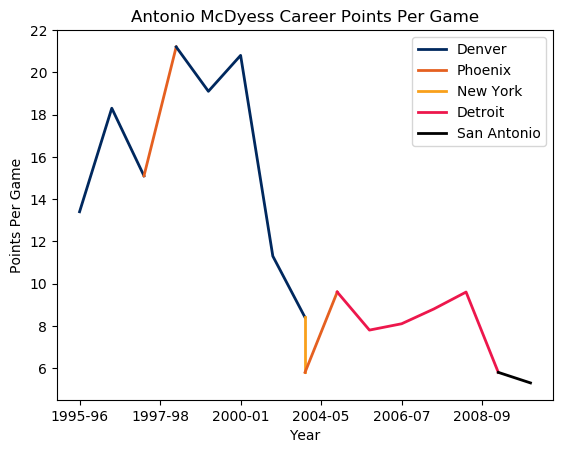 Antonio McDyess Career Points Per Game
Denver
Phoenix
New York
Detroit
San Antonio
Points Per Game
22
20
18
16
14
12
10
8
6
1995-96 1997-98 2000-01 2004-05 2006-07 2008-09
Year